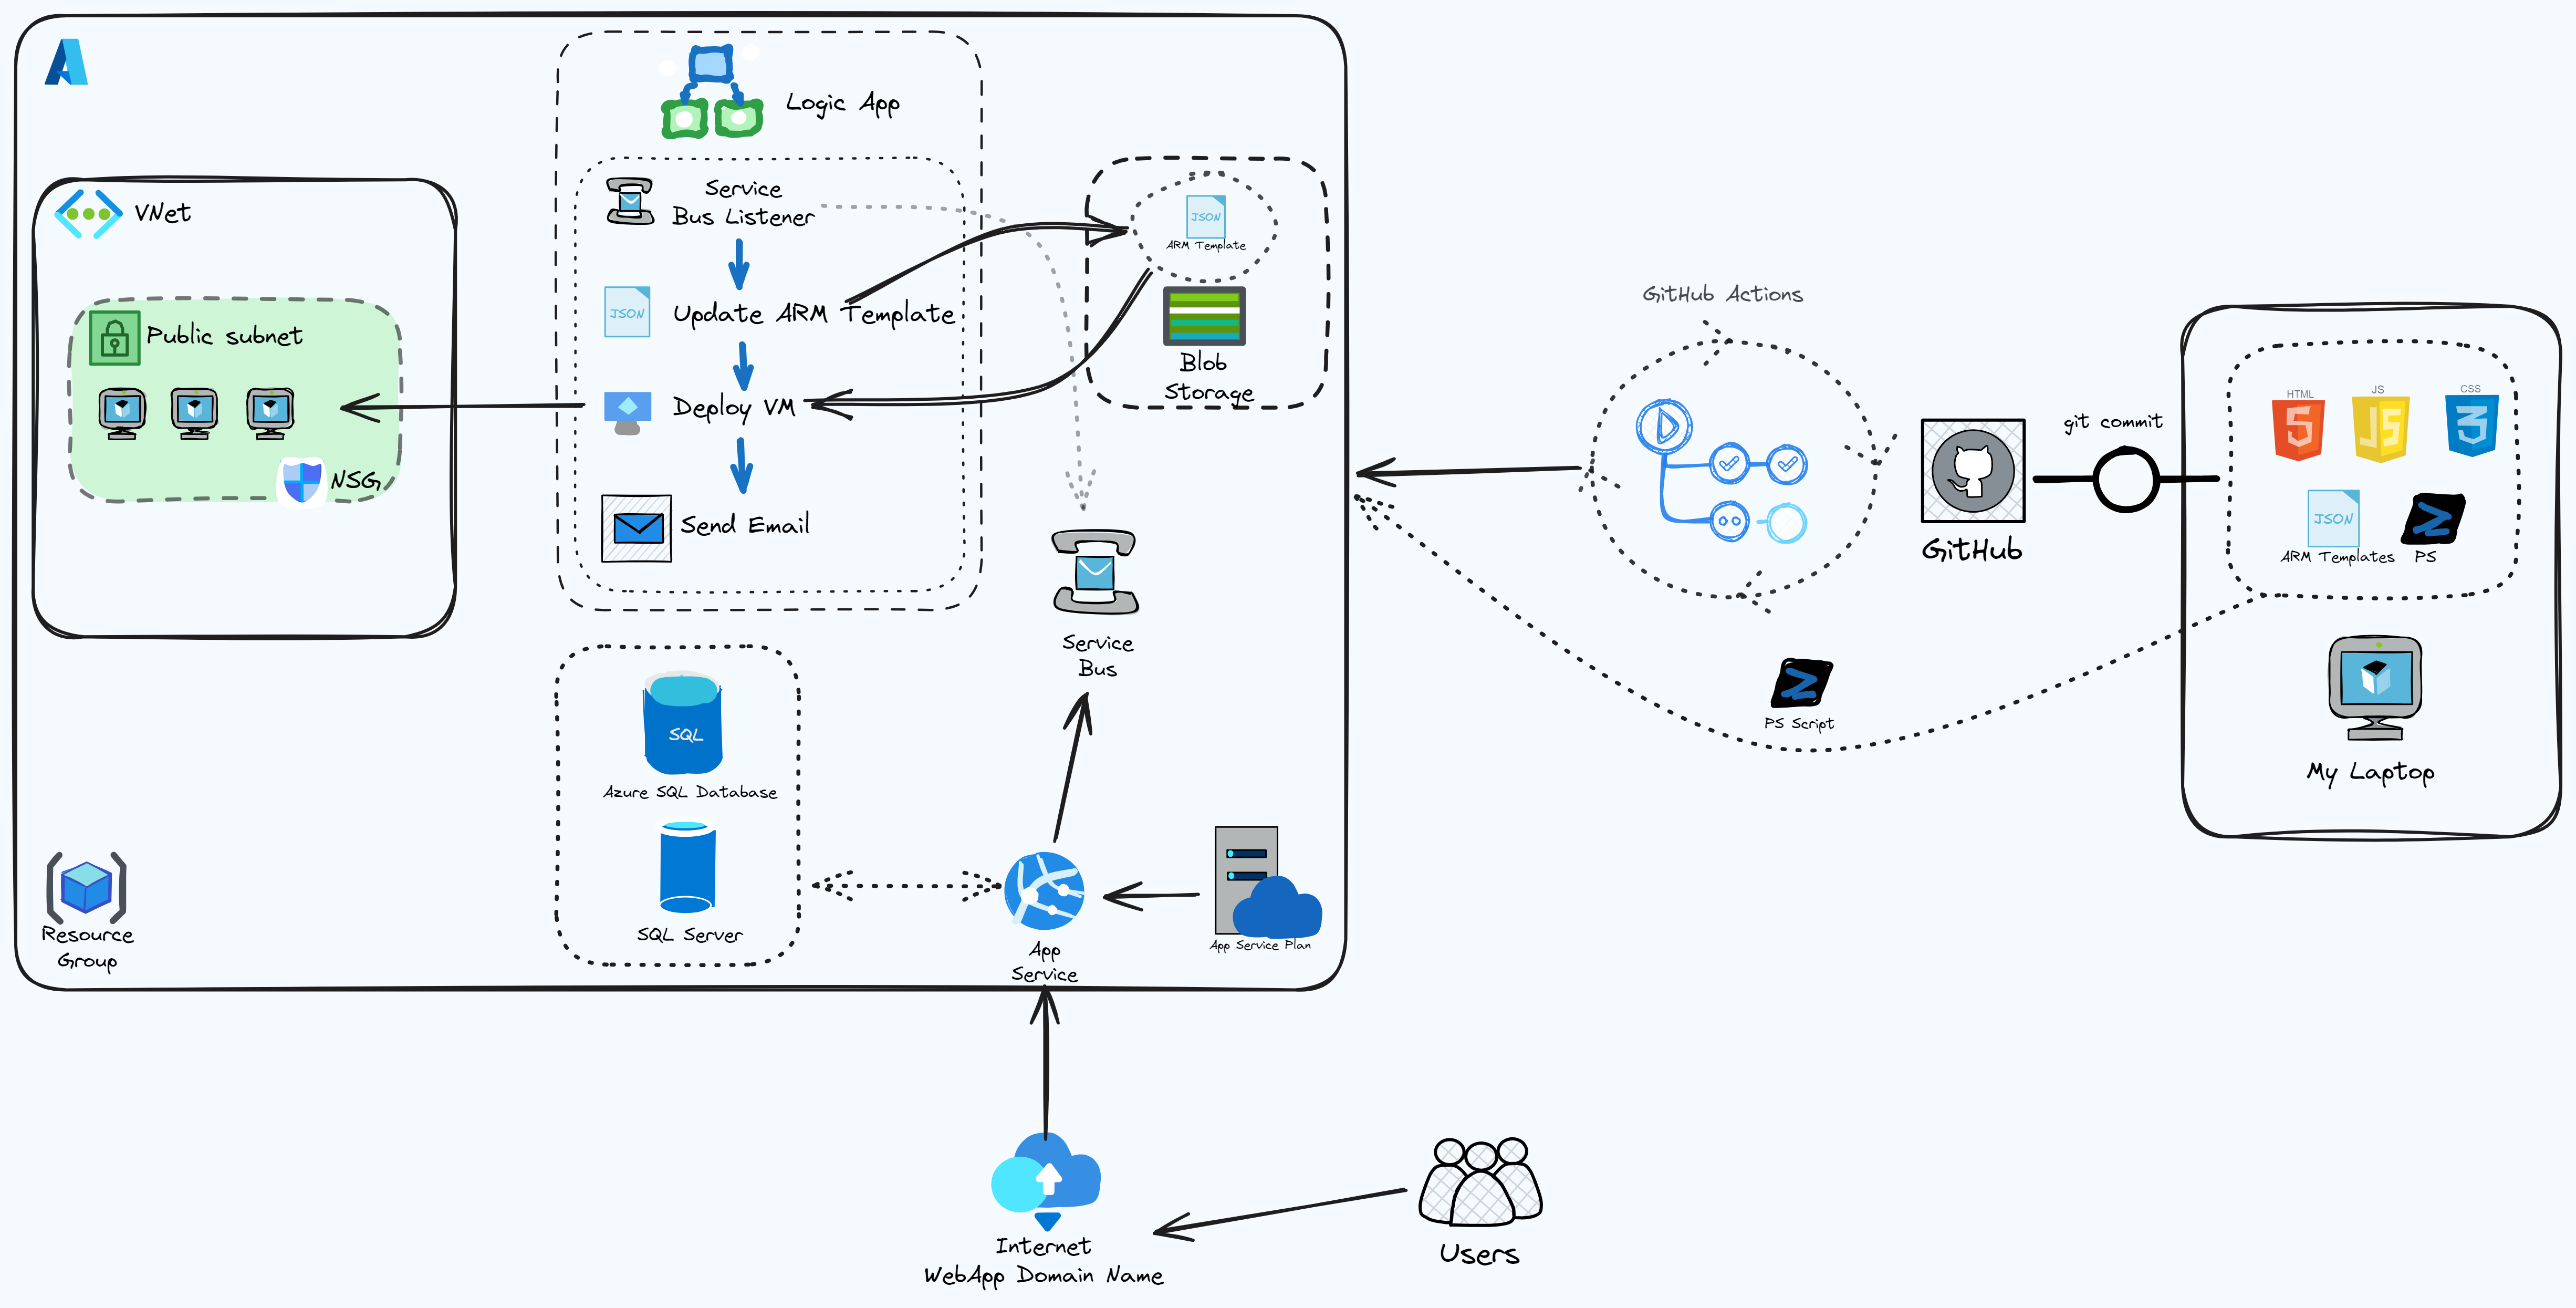 Logic App
VNet
Service
Bus Listener
JSON
ARM Template
Public subnet
JSON
Update ARM Template
Blob
Storage
Deploy VM
NSG
Send Email
Service
Bus
SQL
Azure SQL Database
SQL Server
App
Service
App Service Plan
Resource
Group
GitHub Actions
GitHub
git commit
HTML
5
JS
JS
CSS
3
JSON
ARM Templates
PS
PS Script
My Laptop
Internet
WebApp Domain Name
Users